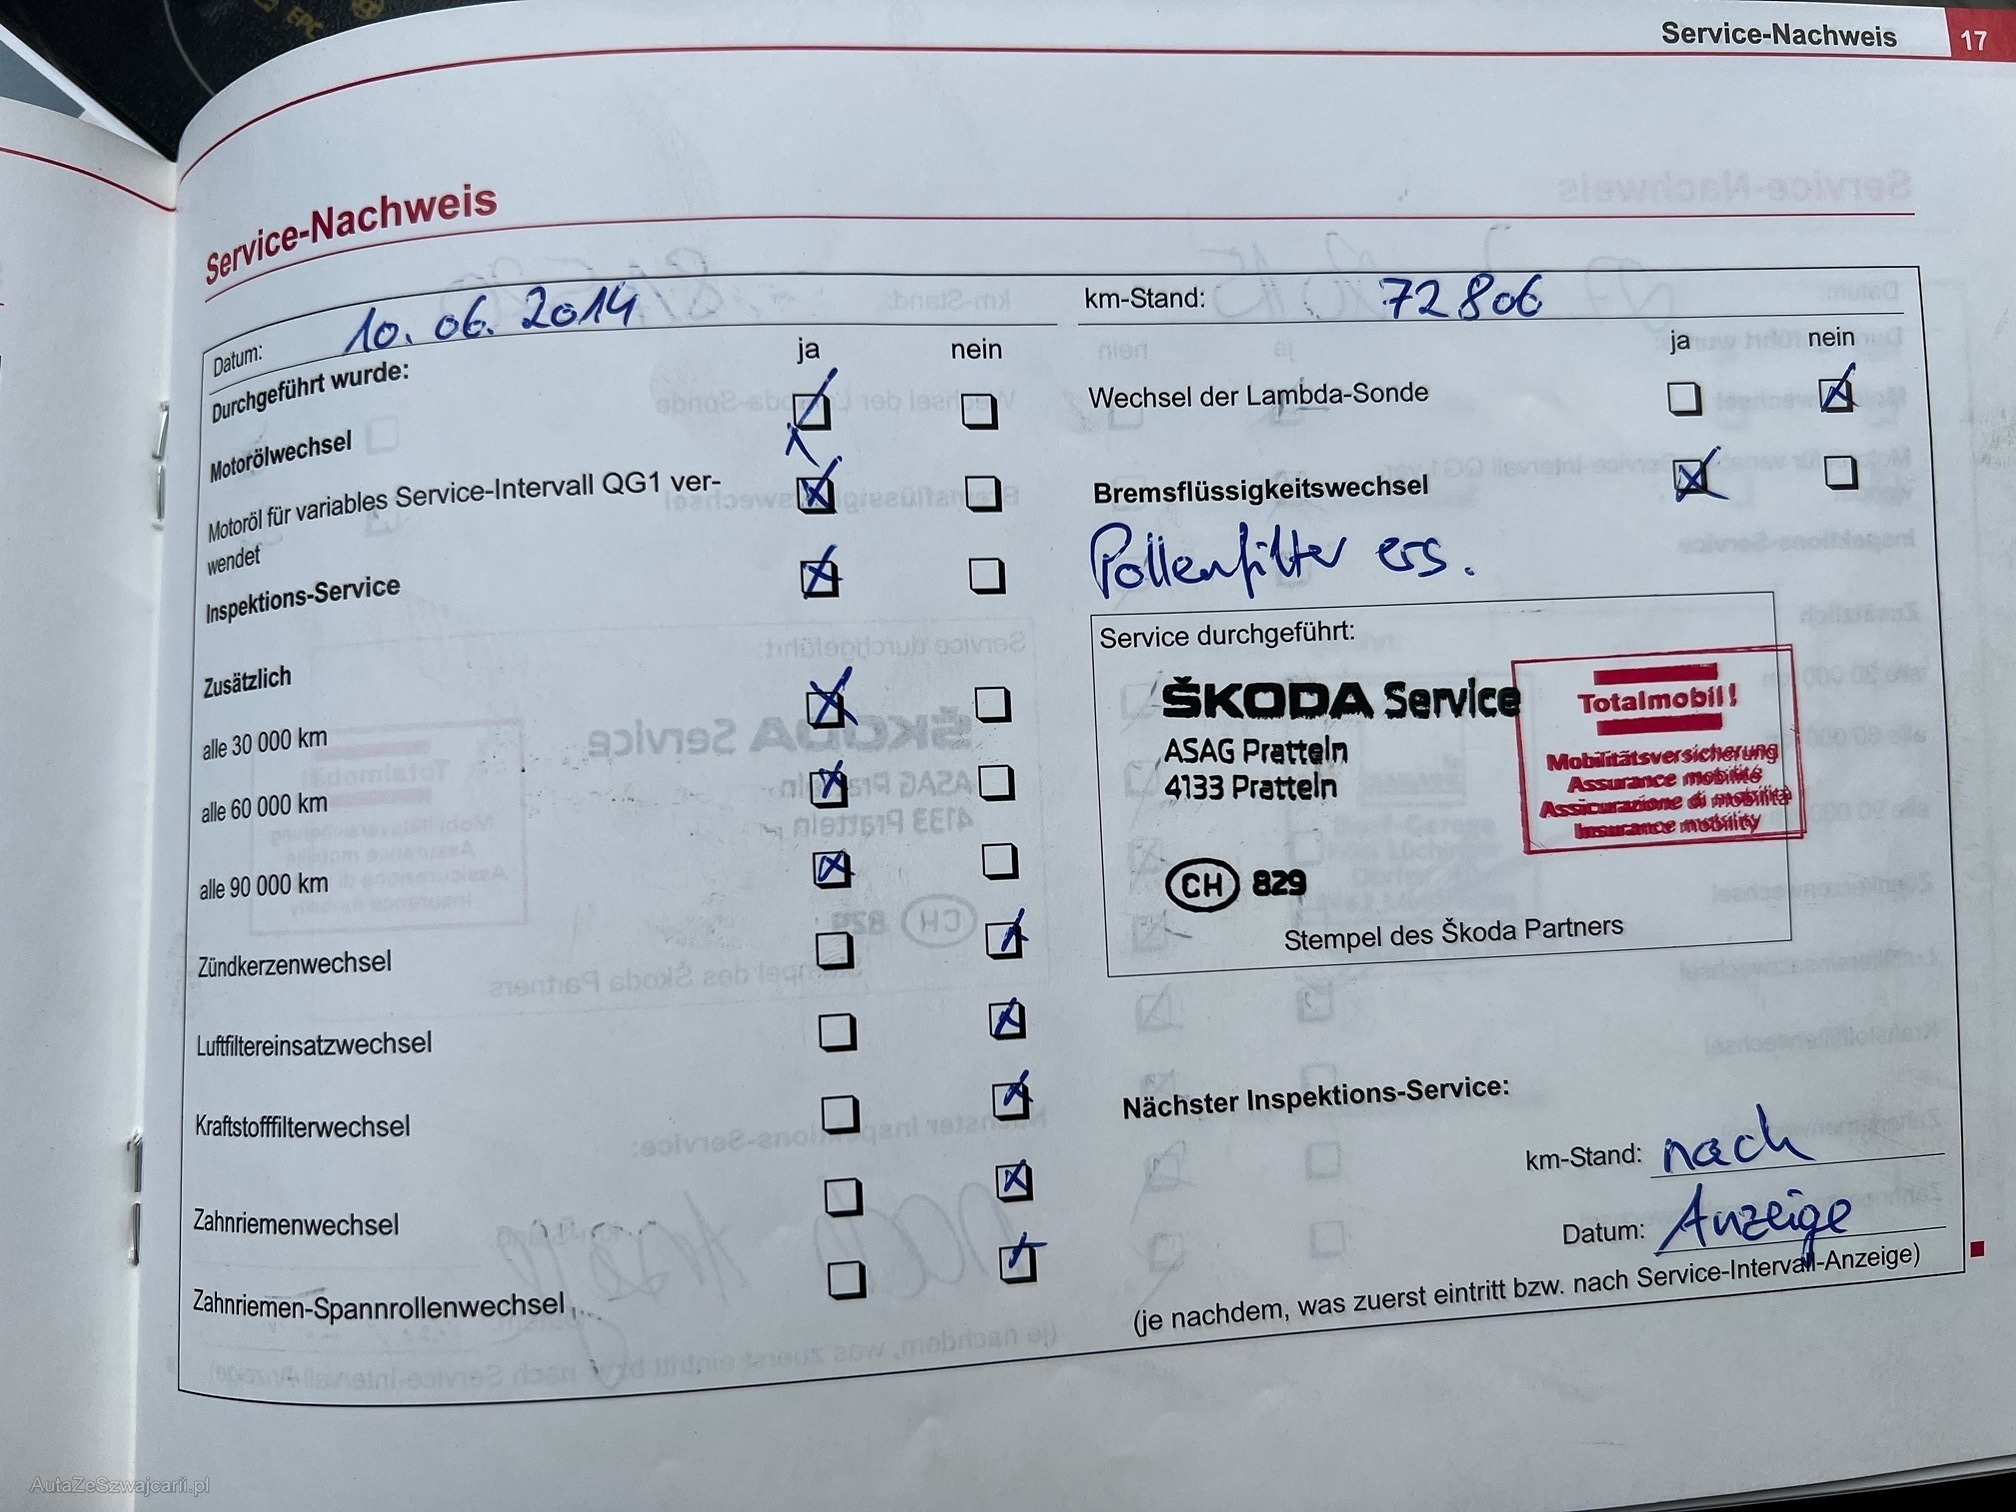 EPC
Service-Nachweis 17
Service-Nachweis
Datum: 10.06.2014
km-Stand: 72806
Durchgeführt wurde: ja nein
Motorölwechsel
Motoröl für variables Service-Intervall QG1 ver-
wendet
Inspektions-Service
Zusätzlich
alle 30 000 km
alle 60 000 km
alle 90 000 km
Zündkerzenwechsel
Luftfiltereinsatzwechsel
Kraftstofffilterwechsel
Zahnriemenwechsel
Zahnriemen-Spannrollenwechsel
ja nein
Wechsel der Lambda-Sonde
Bremsflüssigkeitswechsel
Pollenfilter ers.
Service durchgeführt:
ŠKODA Service
ASAG Pratteln
4133 Pratteln
CH 829
Totalmobil!
Mobilitätsversicherung
Assurance mobilité
Assicurazione di mobilità
Insurance mobility
Stempel des Škoda Partners
Nächster Inspektions-Service:
km-Stand: nach
Datum: Anzeige
(je nachdem, was zuerst eintritt bzw. nach Service-Intervall-Anzeige)
AutaZeSzwajcarii.pl